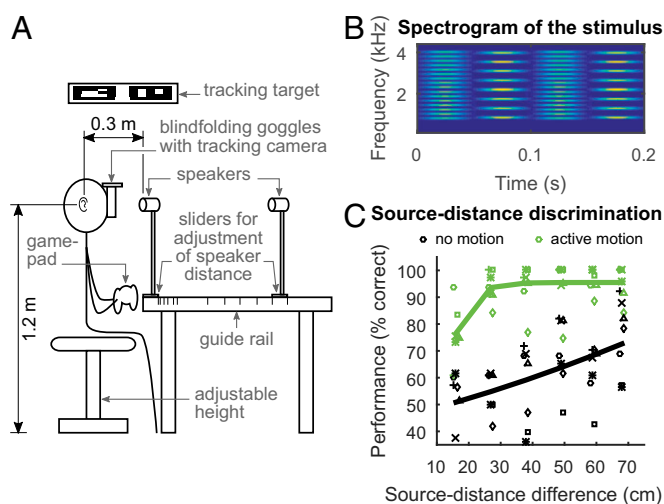 A
tracking target
0.3 m
blindfolding goggles
with tracking camera
speakers
sliders for
adjustment
of speaker
distance
game-
pad
1.2 m
guide rail
adjustable
height
B Spectrogram of the stimulus
Frequency (kHz)
4
2
0 0.1 0.2
Time (s)
C Source-distance discrimination
no motion active motion
Performance (% correct)
100
90
80
70
60
50
40
10 20 30 40 50 60 70
Source-distance difference (cm)